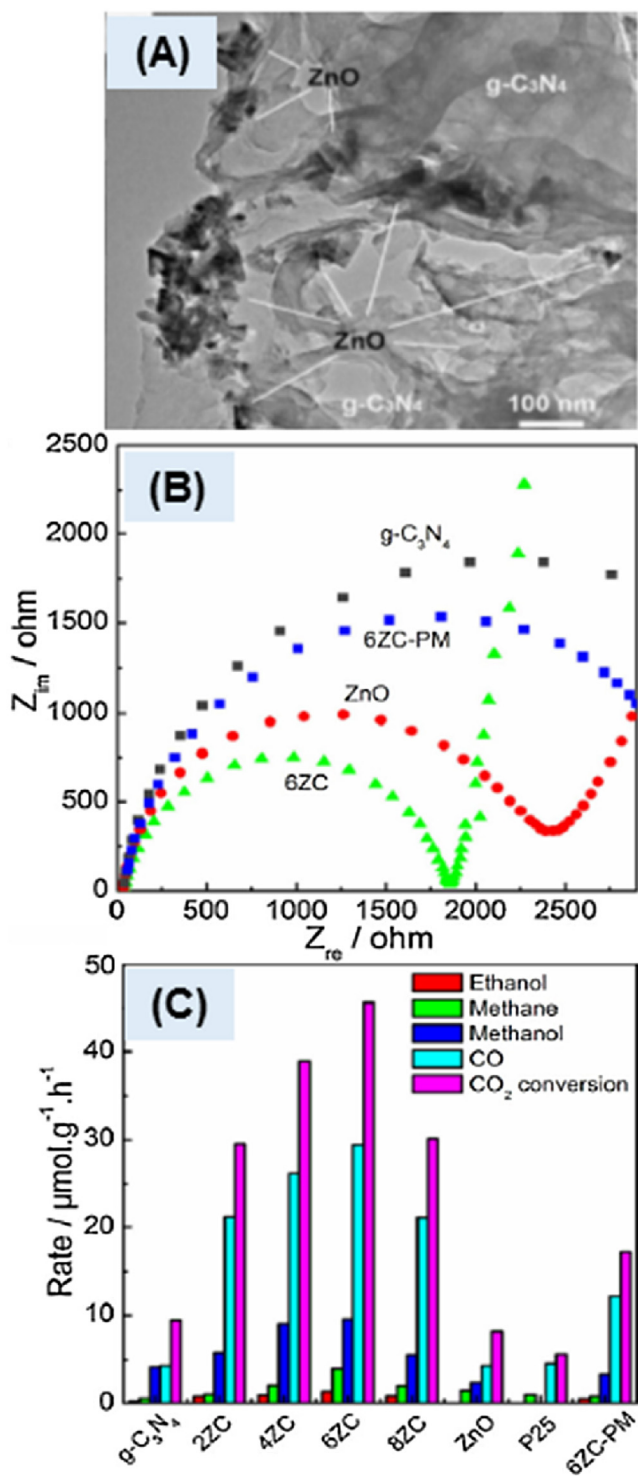 (A)
ZnO
g-C₃N₄
ZnO
g-C₃N₄
100 nm
(B)
2500
2000
1500
1000
500
0
Z_im / ohm
g-C₃N₄
6ZC-PM
ZnO
6ZC
0 500 1000 1500 2000 2500
Z_re / ohm
(C)
50
40
30
20
10
0
Rate / μmol.g⁻¹.h⁻¹
Ethanol
Methane
Methanol
CO
CO₂ conversion
g-C₃N₄ 2ZC 4ZC 6ZC 8ZC ZnO P25 6ZC-PM